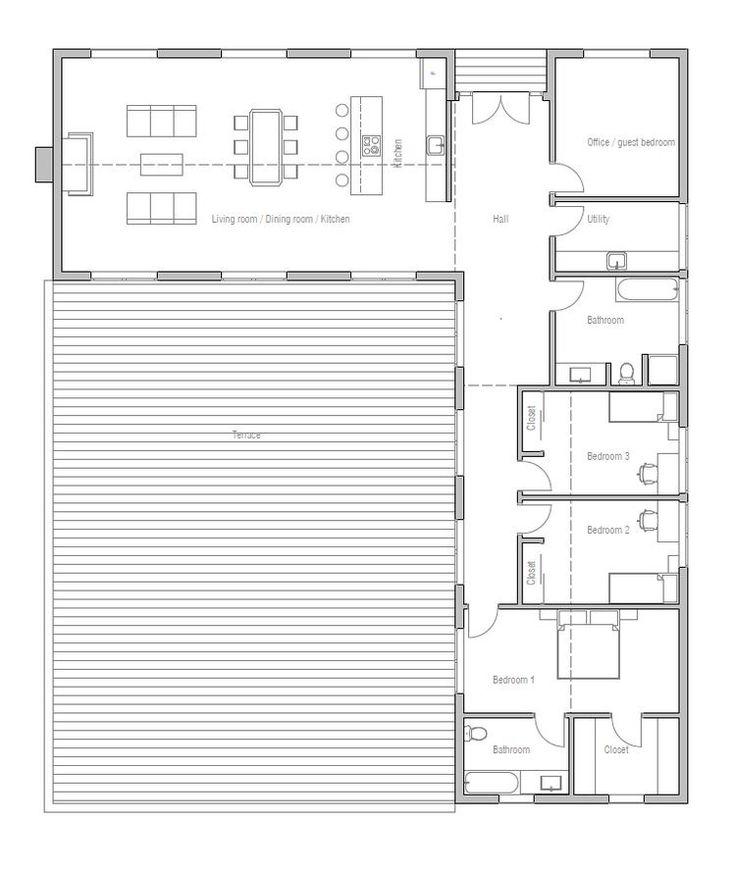 Office / guest bedroom
Kitchen
Living room / Dining room / Kitchen
Hall
Utility
Bathroom
Terrace
Closet
Bedroom 3
Bedroom 2
Closet
Bedroom 1
Bathroom
Closet